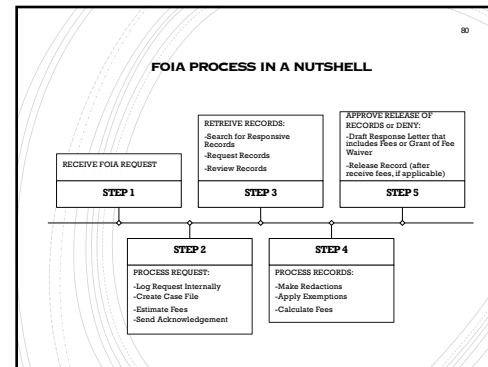 80
FOIA PROCESS IN A NUTSHELL
RECEIVE FOIA REQUEST
STEP 1
PROCESS REQUEST:
-Log Request Internally
-Create Case File
-Estimate Fees
-Send Acknowledgement
STEP 2
RETREIVE RECORDS:
-Search for Responsive
Records
-Request Records
-Review Records
STEP 3
PROCESS RECORDS:
-Make Redactions
-Apply Exemptions
-Calculate Fees
STEP 4
APPROVE RELEASE OF
RECORDS or DENY:
-Draft Response Letter that
includes Fees or Grant of Fee
Waiver
-Release Record (after
receive fees, if applicable)
STEP 5